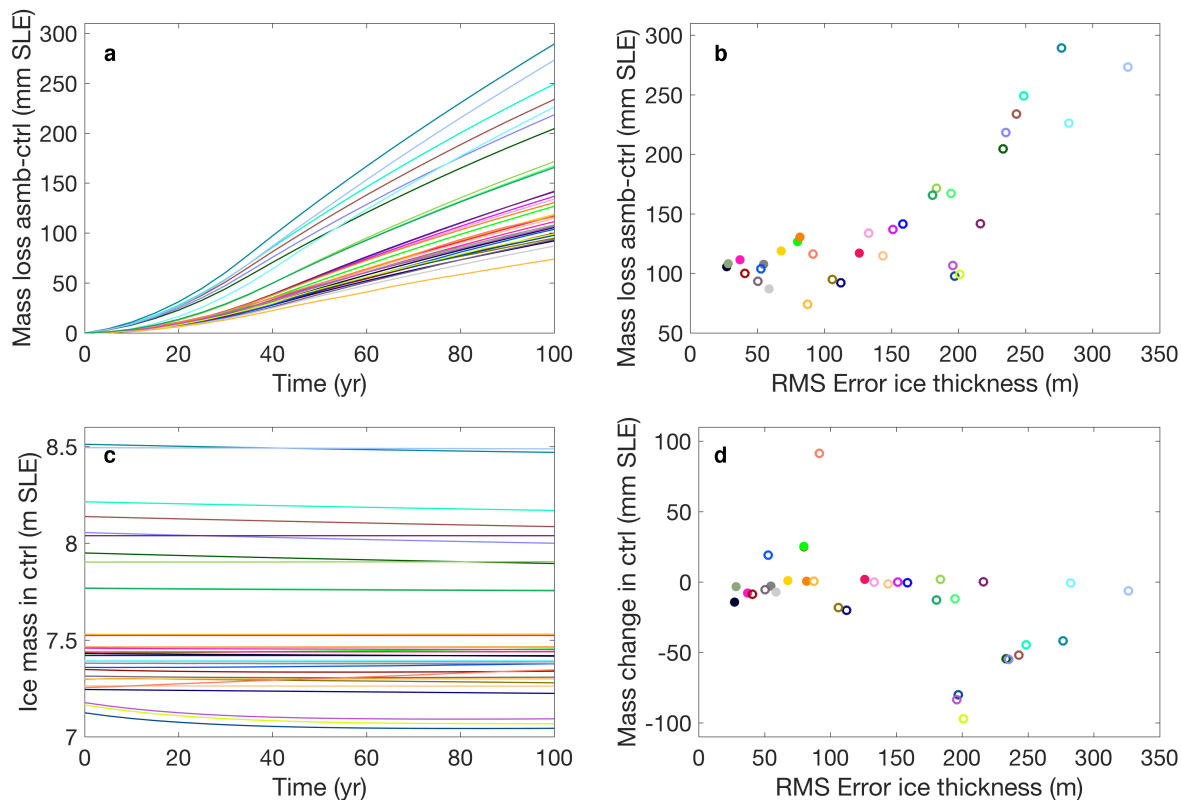 a
Mass loss asmb-ctrl (mm SLE)
300
250
200
150
100
50
0
0 20 40 60 80 100
Time (yr)
b
Mass loss asmb-ctrl (mm SLE)
300
250
200
150
100
50
0 50 100 150 200 250 300 350
RMS Error ice thickness (m)
c
Ice mass in ctrl (m SLE)
8.5
8
7.5
7
0 20 40 60 80 100
Time (yr)
d
Mass change in ctrl (mm SLE)
100
50
0
-50
-100
0 50 100 150 200 250 300 350
RMS Error ice thickness (m)